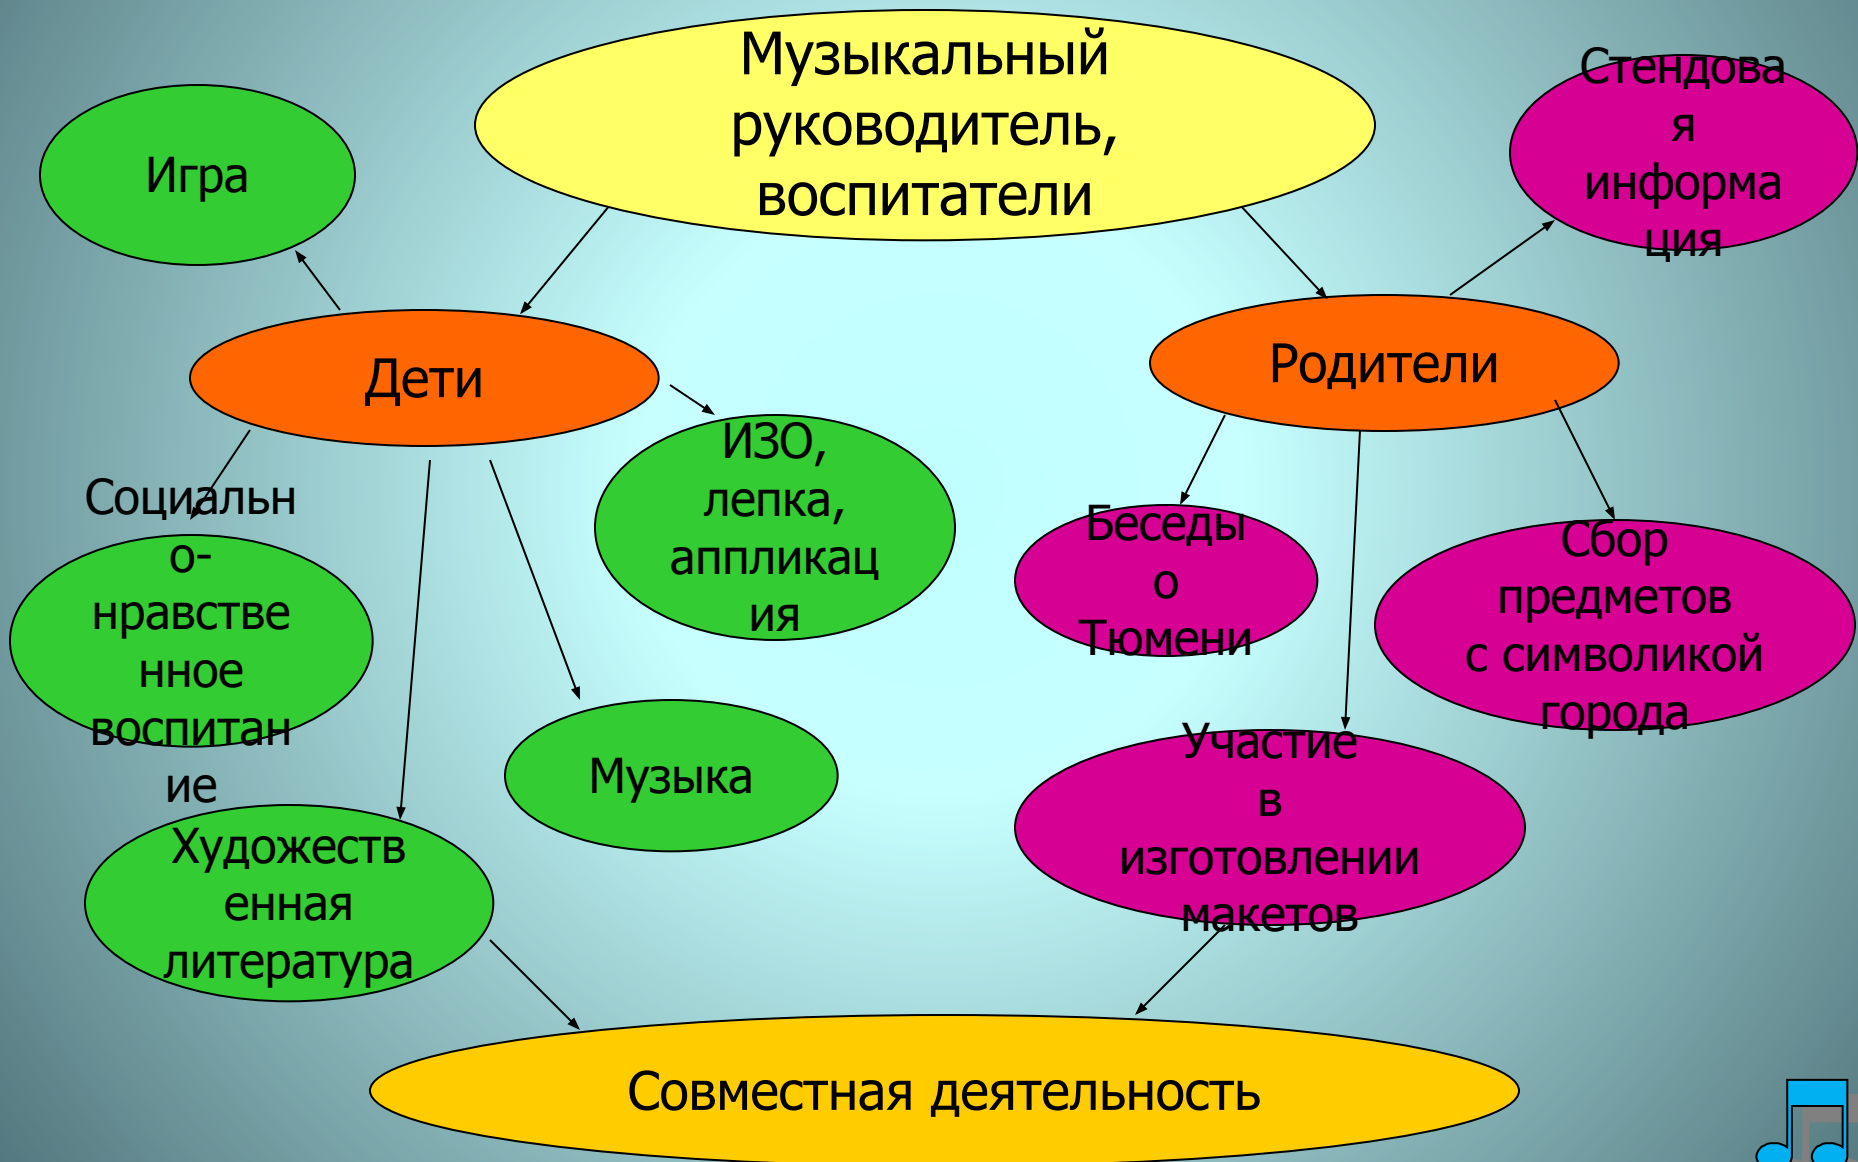 Музыкальный
руководитель,
воспитатели
Стендова
я
информа
ция
Игра
Дети
Родители
ИЗО,
лепка,
аппликац
ия
Социальн
о-
нравстве
нное
воспитан
ие
Беседы
о
Тюмени
Сбор
предметов
с символикой
города
Музыка
Участие
в
изготовлении
макетов
Художеств
енная
литература
Совместная деятельность